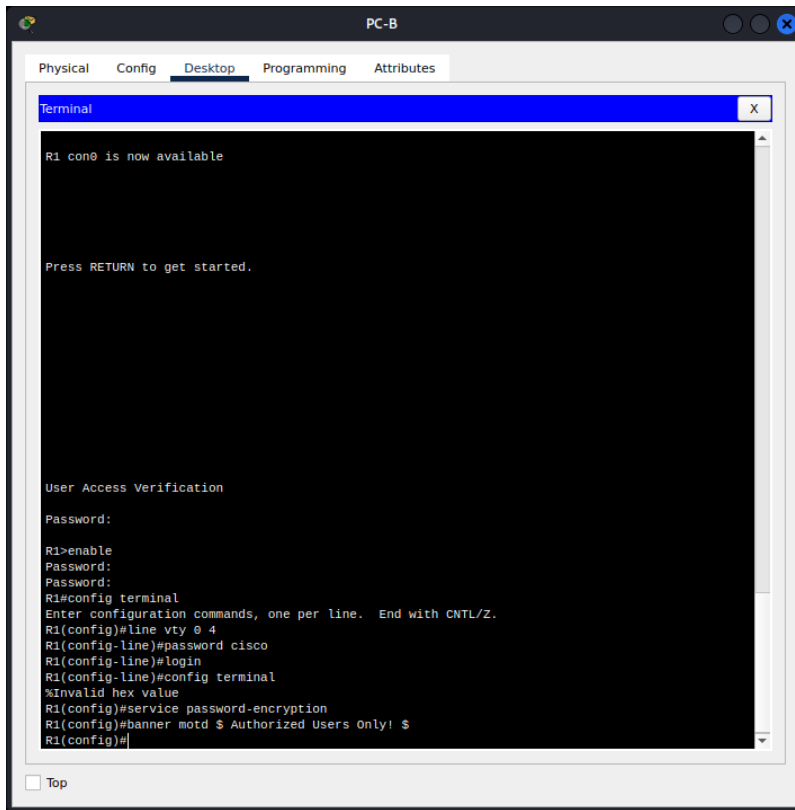 PC-B
Physical Config Desktop Programming Attributes
Terminal X
R1 con0 is now available
Press RETURN to get started.
User Access Verification
Password:
R1>enable
Password:
Password:
R1#config terminal
Enter configuration commands, one per line.  End with CNTL/Z.
R1(config)#line vty 0 4
R1(config-line)#password cisco
R1(config-line)#login
R1(config-line)#config terminal
%Invalid hex value
R1(config)#service password-encryption
R1(config)#banner motd $ Authorized Users Only! $
R1(config)#
Top